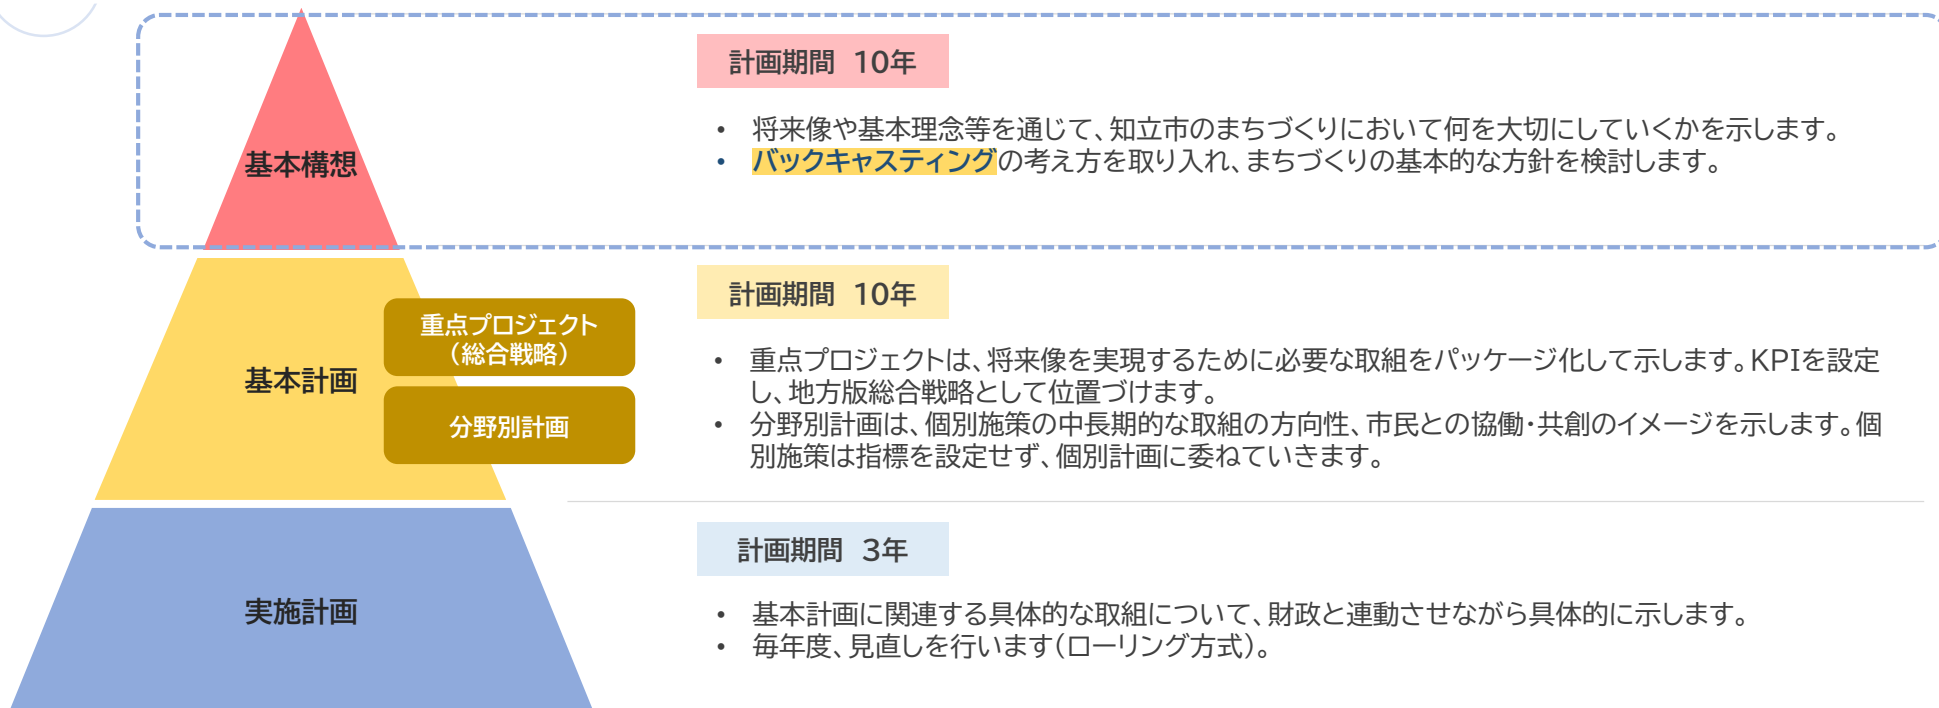 計画期間 10年
• 将来像や基本理念等を通じて、知立市のまちづくりにおいて何を大切にしていくかを示します。
基本構想
• バックキャスティングの考え方を取り入れ、まちづくりの基本的な方針を検討します。
計画期間 10年
重点プロジェクト
（総合戦略）
• 重点プロジェクトは、将来像を実現するために必要な取組をパッケージ化して示します。KPIを設定
し、地方版総合戦略として位置づけます。
基本計画
分野別計画
• 分野別計画は、個別施策の中長期的な取組の方向性、市民との協働・共創のイメージを示します。個
別施策は指標を設定せず、個別計画に委ねていきます。
計画期間 3年
実施計画
• 基本計画に関連する具体的な取組について、財政と連動させながら具体的に示します。
• 毎年度、見直しを行います（ローリング方式）。